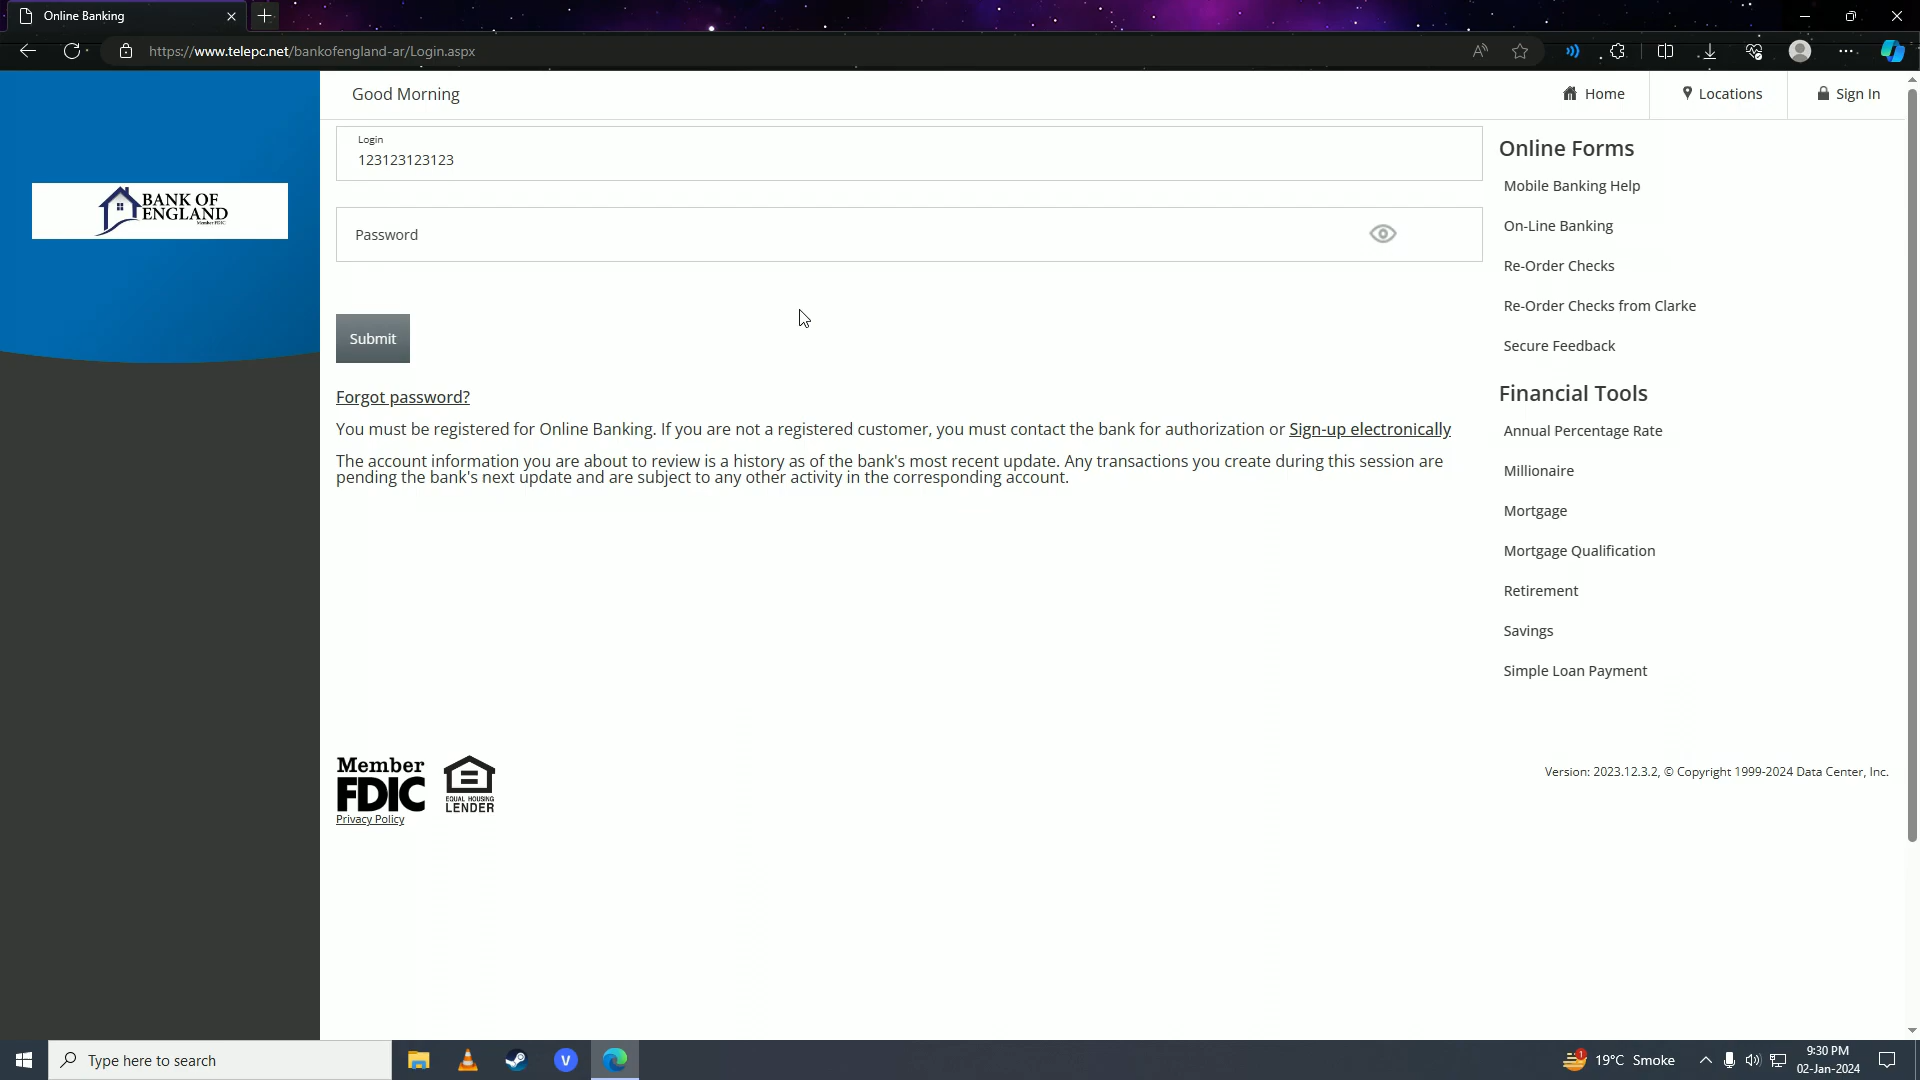 Online Banking
https://www.telepc.net/bankofengland-ar/Login.aspx
BANK OF
ENGLAND
Member FDIC
Good Morning
Home
Locations
Sign In
Login
123123123123
Password
Submit
Forgot password?
You must be registered for Online Banking. If you are not a registered customer, you must contact the bank for authorization or Sign-up electronically
The account information you are about to review is a history as of the bank's most recent update. Any transactions you create during this session are
pending the bank's next update and are subject to any other activity in the corresponding account.
Online Forms
Mobile Banking Help
On-Line Banking
Re-Order Checks
Re-Order Checks from Clarke
Secure Feedback
Financial Tools
Annual Percentage Rate
Millionaire
Mortgage
Mortgage Qualification
Retirement
Savings
Simple Loan Payment
Member
FDIC
EQUAL HOUSING
LENDER
Privacy Policy
Version: 2023.12.3.2, © Copyright 1999-2024 Data Center, Inc.
Type here to search
V
1
19°C Smoke
9:30 PM
02-Jan-2024